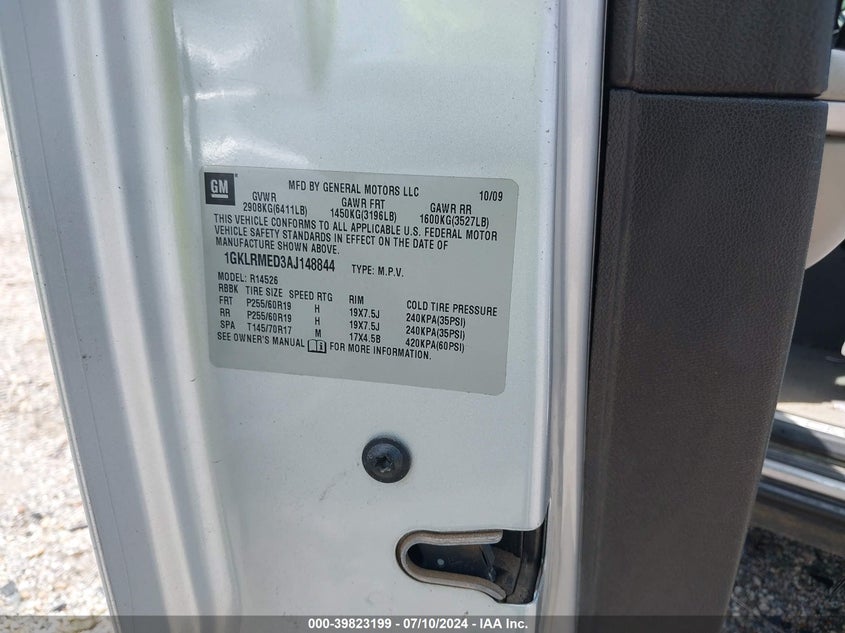 GM
MFD BY GENERAL MOTORS LLC 10/09
GVWR GAWR FRT GAWR RR
2908KG(6411LB) 1450KG(3196LB) 1600KG(3527LB)
THIS VEHICLE CONFORMS TO ALL APPLICABLE U.S. FEDERAL MOTOR
VEHICLE SAFETY STANDARDS IN EFFECT ON THE DATE OF
MANUFACTURE SHOWN ABOVE.
1GKLRMED3AJ148844 TYPE: M.P.V.
MODEL: R14526
RBBK TIRE SIZE SPEED RTG RIM COLD TIRE PRESSURE
FRT P255/60R19 H 19X7.5J 240KPA(35PSI)
RR P255/60R19 H 19X7.5J 240KPA(35PSI)
SPA T145/70R17 M 17X4.5B 420KPA(60PSI)
SEE OWNER'S MANUAL FOR MORE INFORMATION.
000-39823199 - 07/10/2024 - IAA Inc.